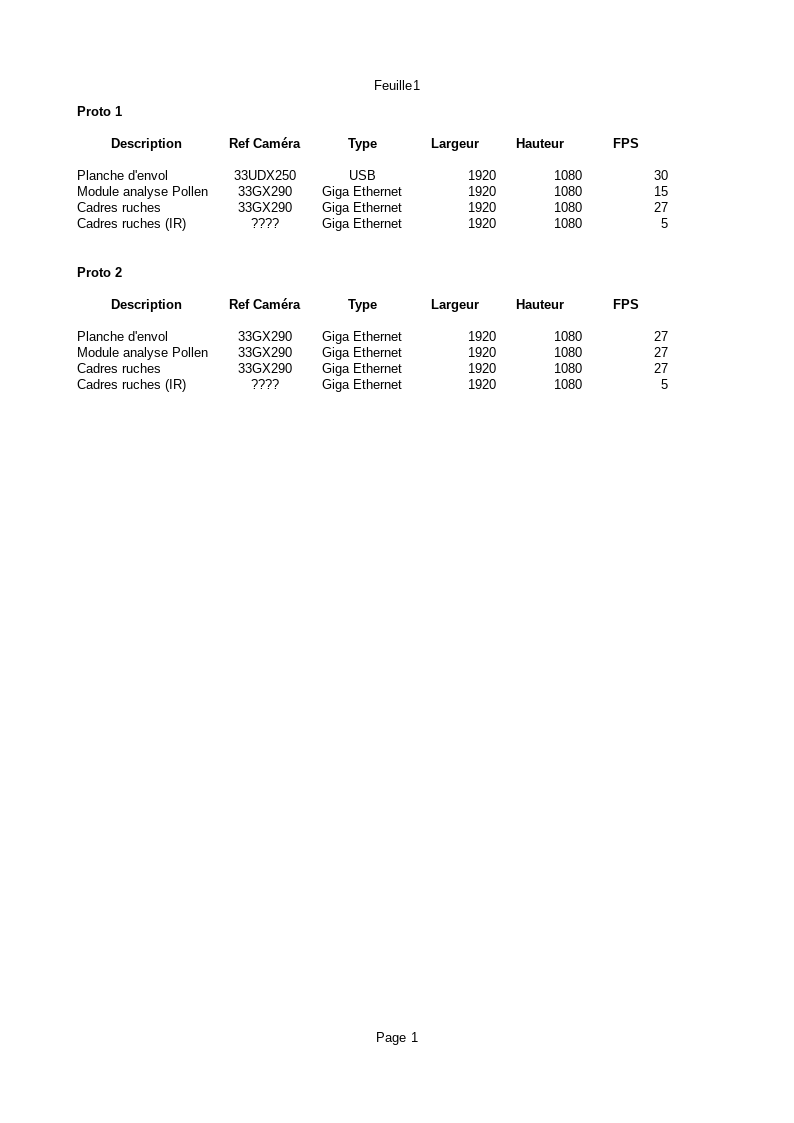 Feuille1
Proto 1
Description Ref Caméra Type Largeur Hauteur FPS
Planche d'envol 33UDX250 USB 1920 1080 30
Module analyse Pollen 33GX290 Giga Ethernet 1920 1080 15
Cadres ruches 33GX290 Giga Ethernet 1920 1080 27
Cadres ruches (IR) ???? Giga Ethernet 1920 1080 5
Proto 2
Description Ref Caméra Type Largeur Hauteur FPS
Planche d'envol 33GX290 Giga Ethernet 1920 1080 27
Module analyse Pollen 33GX290 Giga Ethernet 1920 1080 27
Cadres ruches 33GX290 Giga Ethernet 1920 1080 27
Cadres ruches (IR) ???? Giga Ethernet 1920 1080 5
Page 1